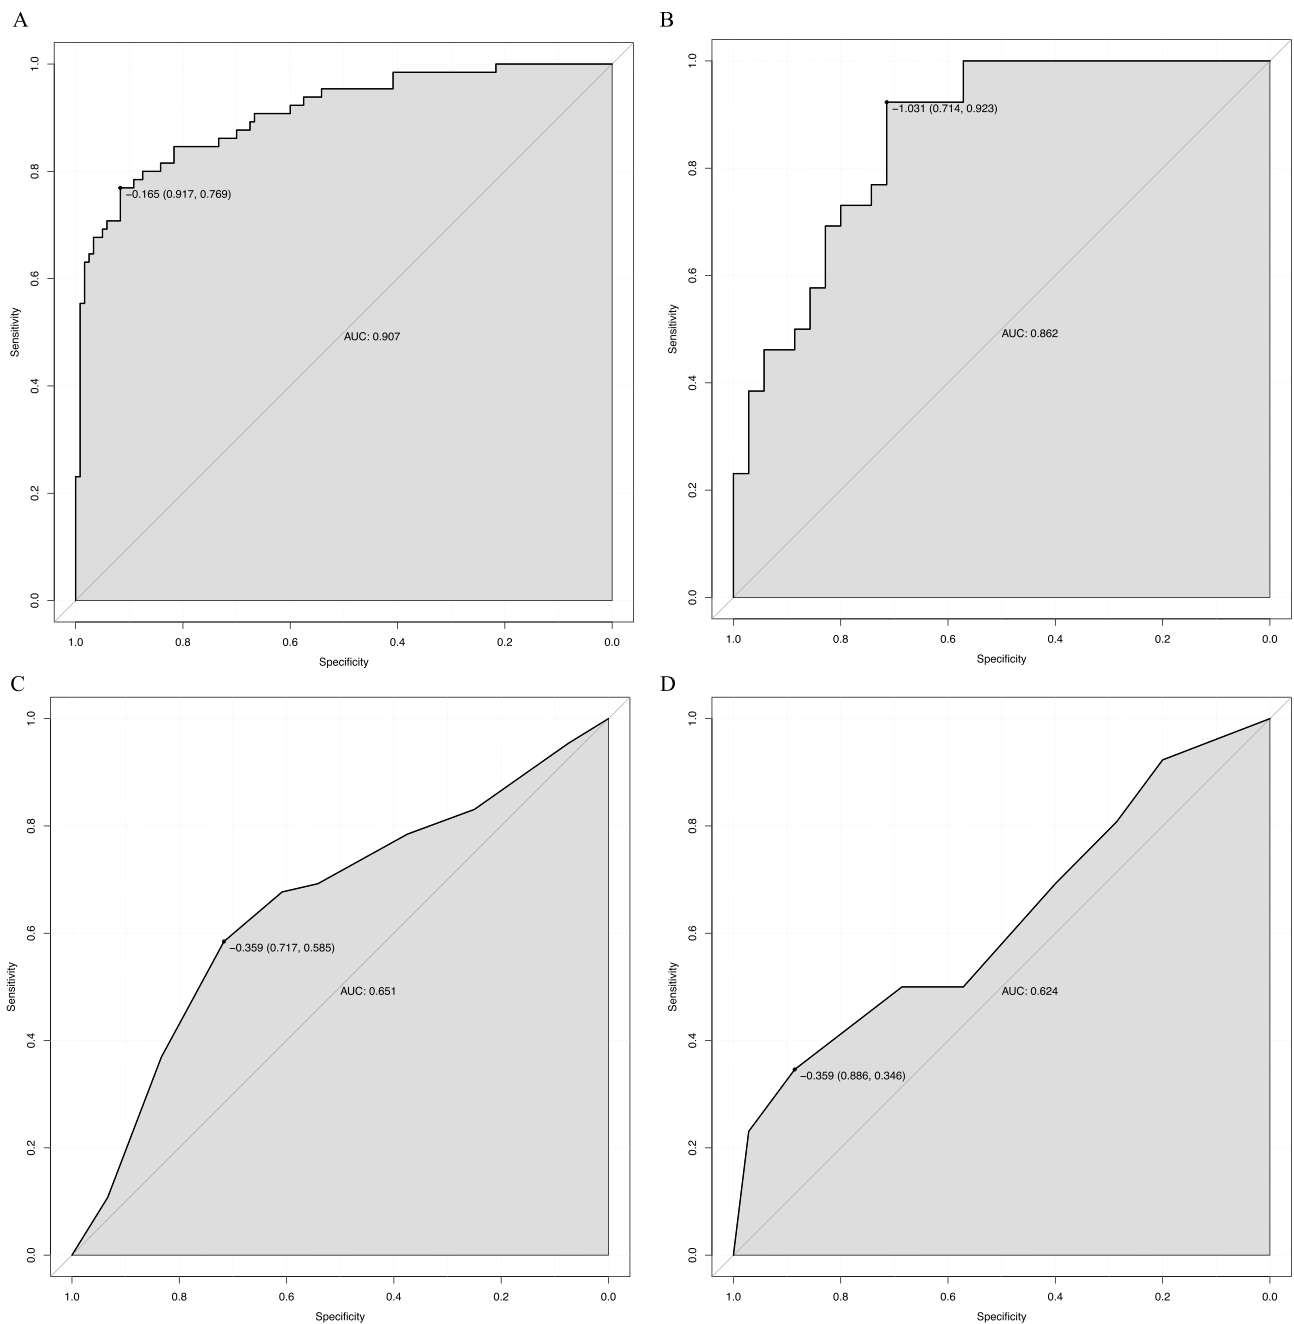 A
1.0
0.8
0.6
0.4
0.2
0.0
Sensitivity
−0.165 (0.917, 0.769)
AUC: 0.907
1.0 0.8 0.6 0.4 0.2 0.0
Specificity
B
1.0
0.8
0.6
0.4
0.2
0.0
Sensitivity
−1.031 (0.714, 0.923)
AUC: 0.862
1.0 0.8 0.6 0.4 0.2 0.0
Specificity
C
1.0
0.8
0.6
0.4
0.2
0.0
Sensitivity
−0.359 (0.717, 0.585)
AUC: 0.651
1.0 0.8 0.6 0.4 0.2 0.0
Specificity
D
1.0
0.8
0.6
0.4
0.2
0.0
Sensitivity
AUC: 0.624
−0.359 (0.886, 0.346)
1.0 0.8 0.6 0.4 0.2 0.0
Specificity